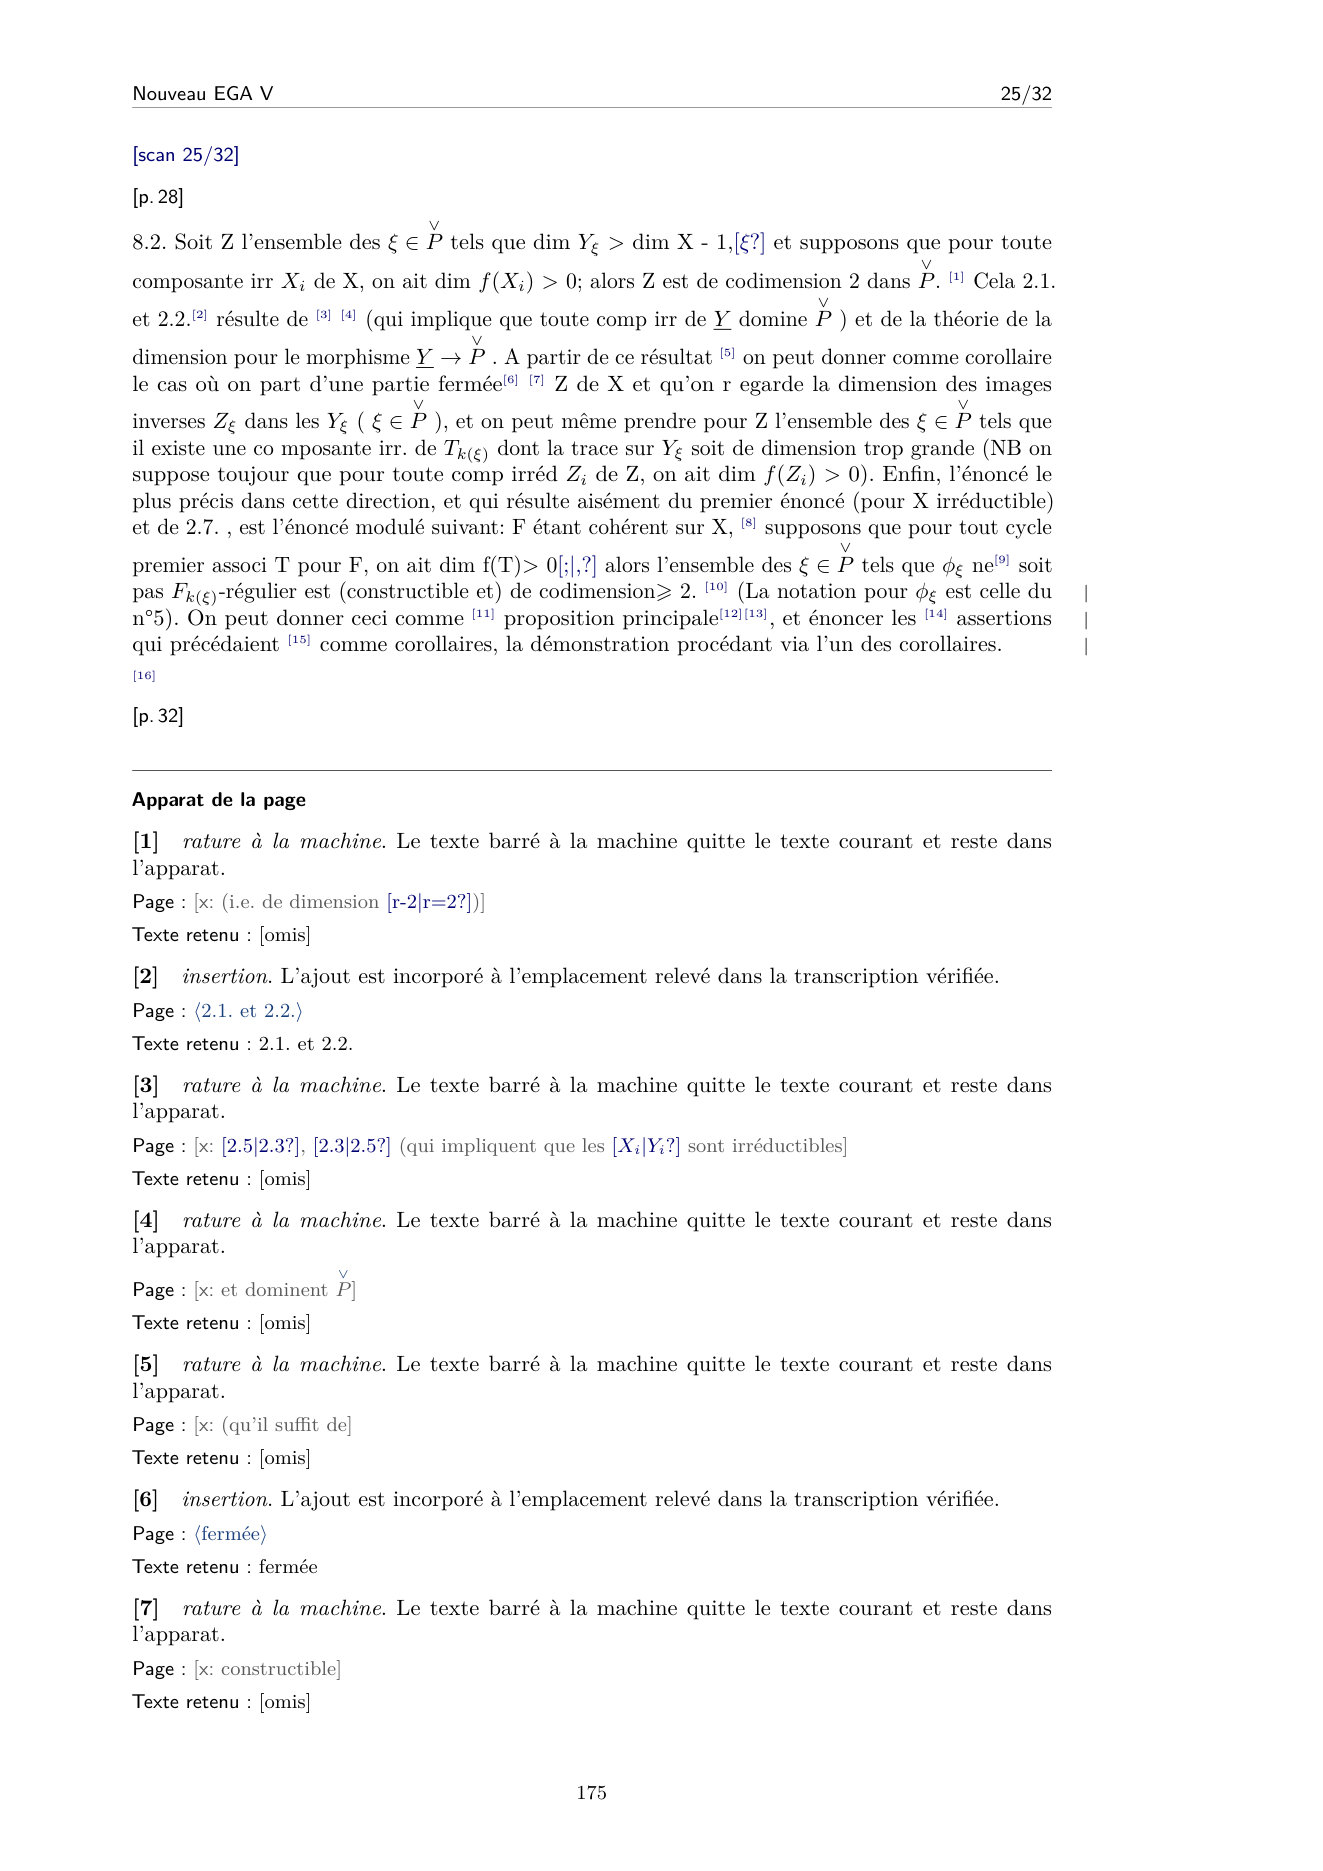 Nouveau EGA V 25/32
[scan 25/32]
[p. 28]
8.2. Soit Z l'ensemble des ξ ∈ P̌ tels que dim Y_ξ > dim X - 1,[ξ?] et supposons que pour toute
composante irr X_i de X, on ait dim f(X_i) > 0; alors Z est de codimension 2 dans P̌. [1] Cela 2.1.
et 2.2.[2] résulte de [3] [4] (qui implique que toute comp irr de Y domine P̌ ) et de la théorie de la
dimension pour le morphisme Y → P̌ . A partir de ce résultat [5] on peut donner comme corollaire
le cas où on part d'une partie fermée[6] [7] Z de X et qu'on r egarde la dimension des images
inverses Z_ξ dans les Y_ξ ( ξ ∈ P̌ ), et on peut même prendre pour Z l'ensemble des ξ ∈ P̌ tels que
il existe une co mposante irr. de T_{k(ξ)} dont la trace sur Y_ξ soit de dimension trop grande (NB on
suppose toujour que pour toute comp irréd Z_i de Z, on ait dim f(Z_i) > 0). Enfin, l'énoncé le
plus précis dans cette direction, et qui résulte aisément du premier énoncé (pour X irréductible)
et de 2.7. , est l'énoncé modulé suivant: F étant cohérent sur X, [8] supposons que pour tout cycle
premier associ T pour F, on ait dim f(T)> 0[;|,?] alors l'ensemble des ξ ∈ P̌ tels que ϕ_ξ ne[9] soit
pas F_{k(ξ)}-régulier est (constructible et) de codimension⩾ 2. [10] (La notation pour ϕ_ξ est celle du |
n°5). On peut donner ceci comme [11] proposition principale[12][13], et énoncer les [14] assertions |
qui précédaient [15] comme corollaires, la démonstration procédant via l'un des corollaires. |
[16]
[p. 32]
Apparat de la page
[1] rature à la machine. Le texte barré à la machine quitte le texte courant et reste dans
l'apparat.
Page : [x: (i.e. de dimension [r-2|r=2?])]
Texte retenu : [omis]
[2] insertion. L'ajout est incorporé à l'emplacement relevé dans la transcription vérifiée.
Page : ⟨2.1. et 2.2.⟩
Texte retenu : 2.1. et 2.2.
[3] rature à la machine. Le texte barré à la machine quitte le texte courant et reste dans
l'apparat.
Page : [x: [2.5|2.3?], [2.3|2.5?] (qui impliquent que les [X_i|Y_i?] sont irréductibles]
Texte retenu : [omis]
[4] rature à la machine. Le texte barré à la machine quitte le texte courant et reste dans
l'apparat.
Page : [x: et dominent P̌]
Texte retenu : [omis]
[5] rature à la machine. Le texte barré à la machine quitte le texte courant et reste dans
l'apparat.
Page : [x: (qu'il suffit de]
Texte retenu : [omis]
[6] insertion. L'ajout est incorporé à l'emplacement relevé dans la transcription vérifiée.
Page : ⟨fermée⟩
Texte retenu : fermée
[7] rature à la machine. Le texte barré à la machine quitte le texte courant et reste dans
l'apparat.
Page : [x: constructible]
Texte retenu : [omis]
175